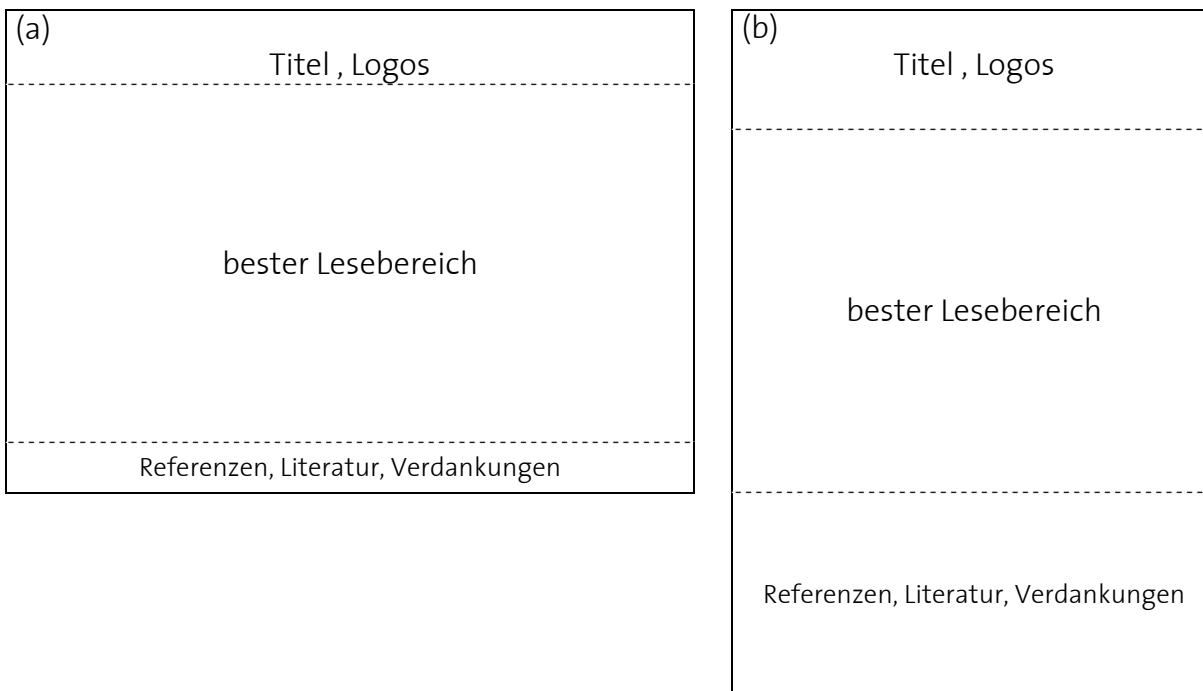 (a)
Titel , Logos
bester Lesebereich
Referenzen, Literatur, Verdankungen
(b)
Titel , Logos
bester Lesebereich
Referenzen, Literatur, Verdankungen